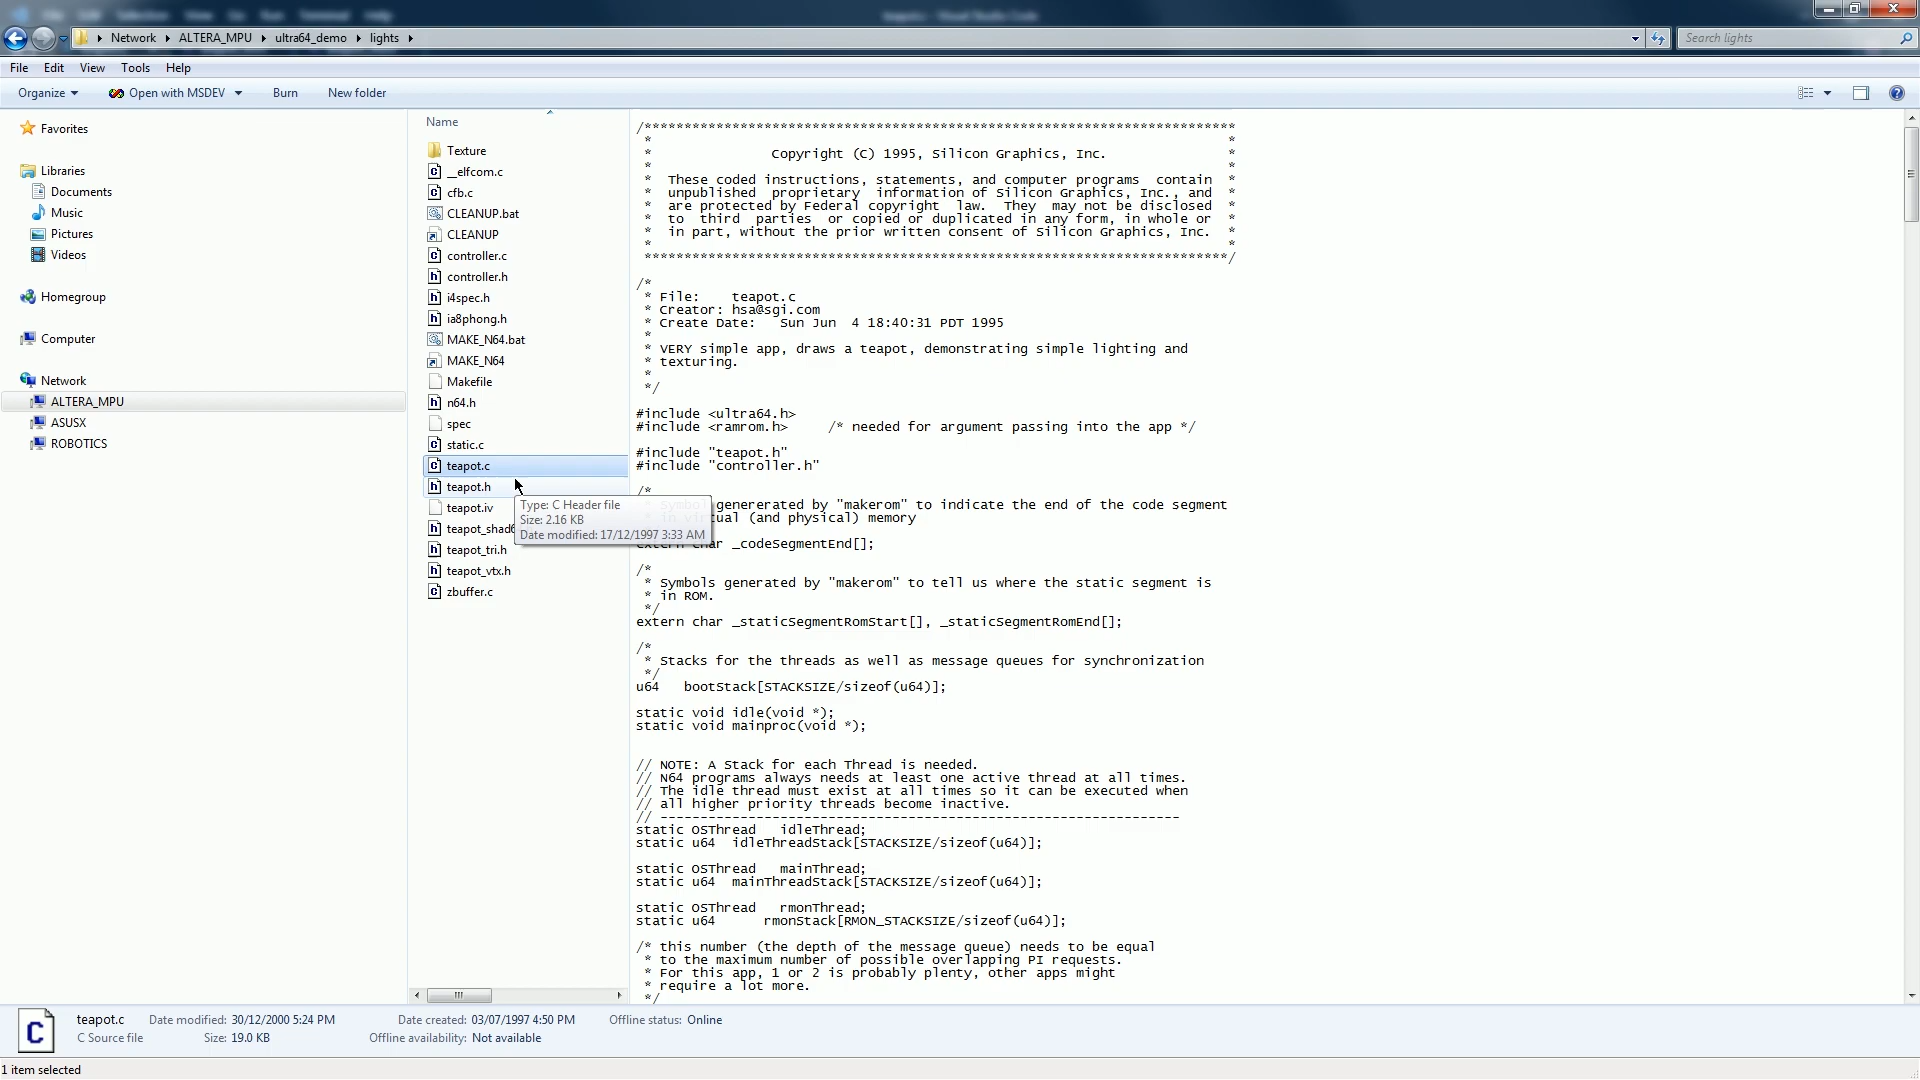 Network ▸ ALTERA_MPU ▸ ultra64_demo ▸ lights ▸
Search lights
File Edit View Tools Help
Organize Open with MSDEV Burn New folder
Favorites
Libraries
Documents
Music
Pictures
Videos
Homegroup
Computer
Network
ALTERA_MPU
ASUSX
ROBOTICS
Name
Texture
__elfcom.c
cfb.c
CLEANUP.bat
CLEANUP
controller.c
controller.h
i4spec.h
ia8phong.h
MAKE_N64.bat
MAKE_N64
Makefile
n64.h
spec
static.c
teapot.c
teapot.h
teapot.iv
teapot_shad
teapot_tri.h
teapot_vtx.h
zbuffer.c
Type: C Header file
Size: 2.16 KB
Date modified: 17/12/1997 3:33 AM
/**************************************************************************
* *
* Copyright (C) 1995, Silicon Graphics, Inc. *
* *
* These coded instructions, statements, and computer programs contain *
* unpublished proprietary information of Silicon Graphics, Inc., and *
* are protected by Federal copyright law. They may not be disclosed *
* to third parties or copied or duplicated in any form, in whole or *
* in part, without the prior written consent of Silicon Graphics, Inc. *
* *
*************************************************************************/
/*
* File: teapot.c
* Creator: hsa@sgi.com
* Create Date: Sun Jun 4 18:40:31 PDT 1995
*
* VERY simple app, draws a teapot, demonstrating simple lighting and
* texturing.
*
*/
#include <ultra64.h>
#include <ramrom.h> /* needed for argument passing into the app */
#include "teapot.h"
#include "controller.h"
/*
genererated by "makerom" to indicate the end of the code segment
(and physical) memory
extern char _codeSegmentEnd[];
/*
* Symbols generated by "makerom" to tell us where the static segment is
* in ROM.
*/
extern char _staticSegmentRomStart[], _staticSegmentRomEnd[];
/*
* Stacks for the threads as well as message queues for synchronization
*/
u64 bootStack[STACKSIZE/sizeof(u64)];
static void idle(void *);
static void mainproc(void *);
// NOTE: A Stack for each Thread is needed.
// N64 programs always needs at least one active thread at all times.
// The idle thread must exist at all times so it can be executed when
// all higher priority threads become inactive.
// -----------------------------------------------------------------
static OSThread idleThread;
static u64 idleThreadStack[STACKSIZE/sizeof(u64)];
static OSThread mainThread;
static u64 mainThreadStack[STACKSIZE/sizeof(u64)];
static OSThread rmonThread;
static u64 rmonStack[RMON_STACKSIZE/sizeof(u64)];
/* this number (the depth of the message queue) needs to be equal
* to the maximum number of possible overlapping PI requests.
* For this app, 1 or 2 is probably plenty, other apps might
* require a lot more.
*/
teapot.c Date modified: 30/12/2000 5:24 PM Date created: 03/07/1997 4:50 PM Offline status: Online
C Source file Size: 19.0 KB Offline availability: Not available
1 item selected